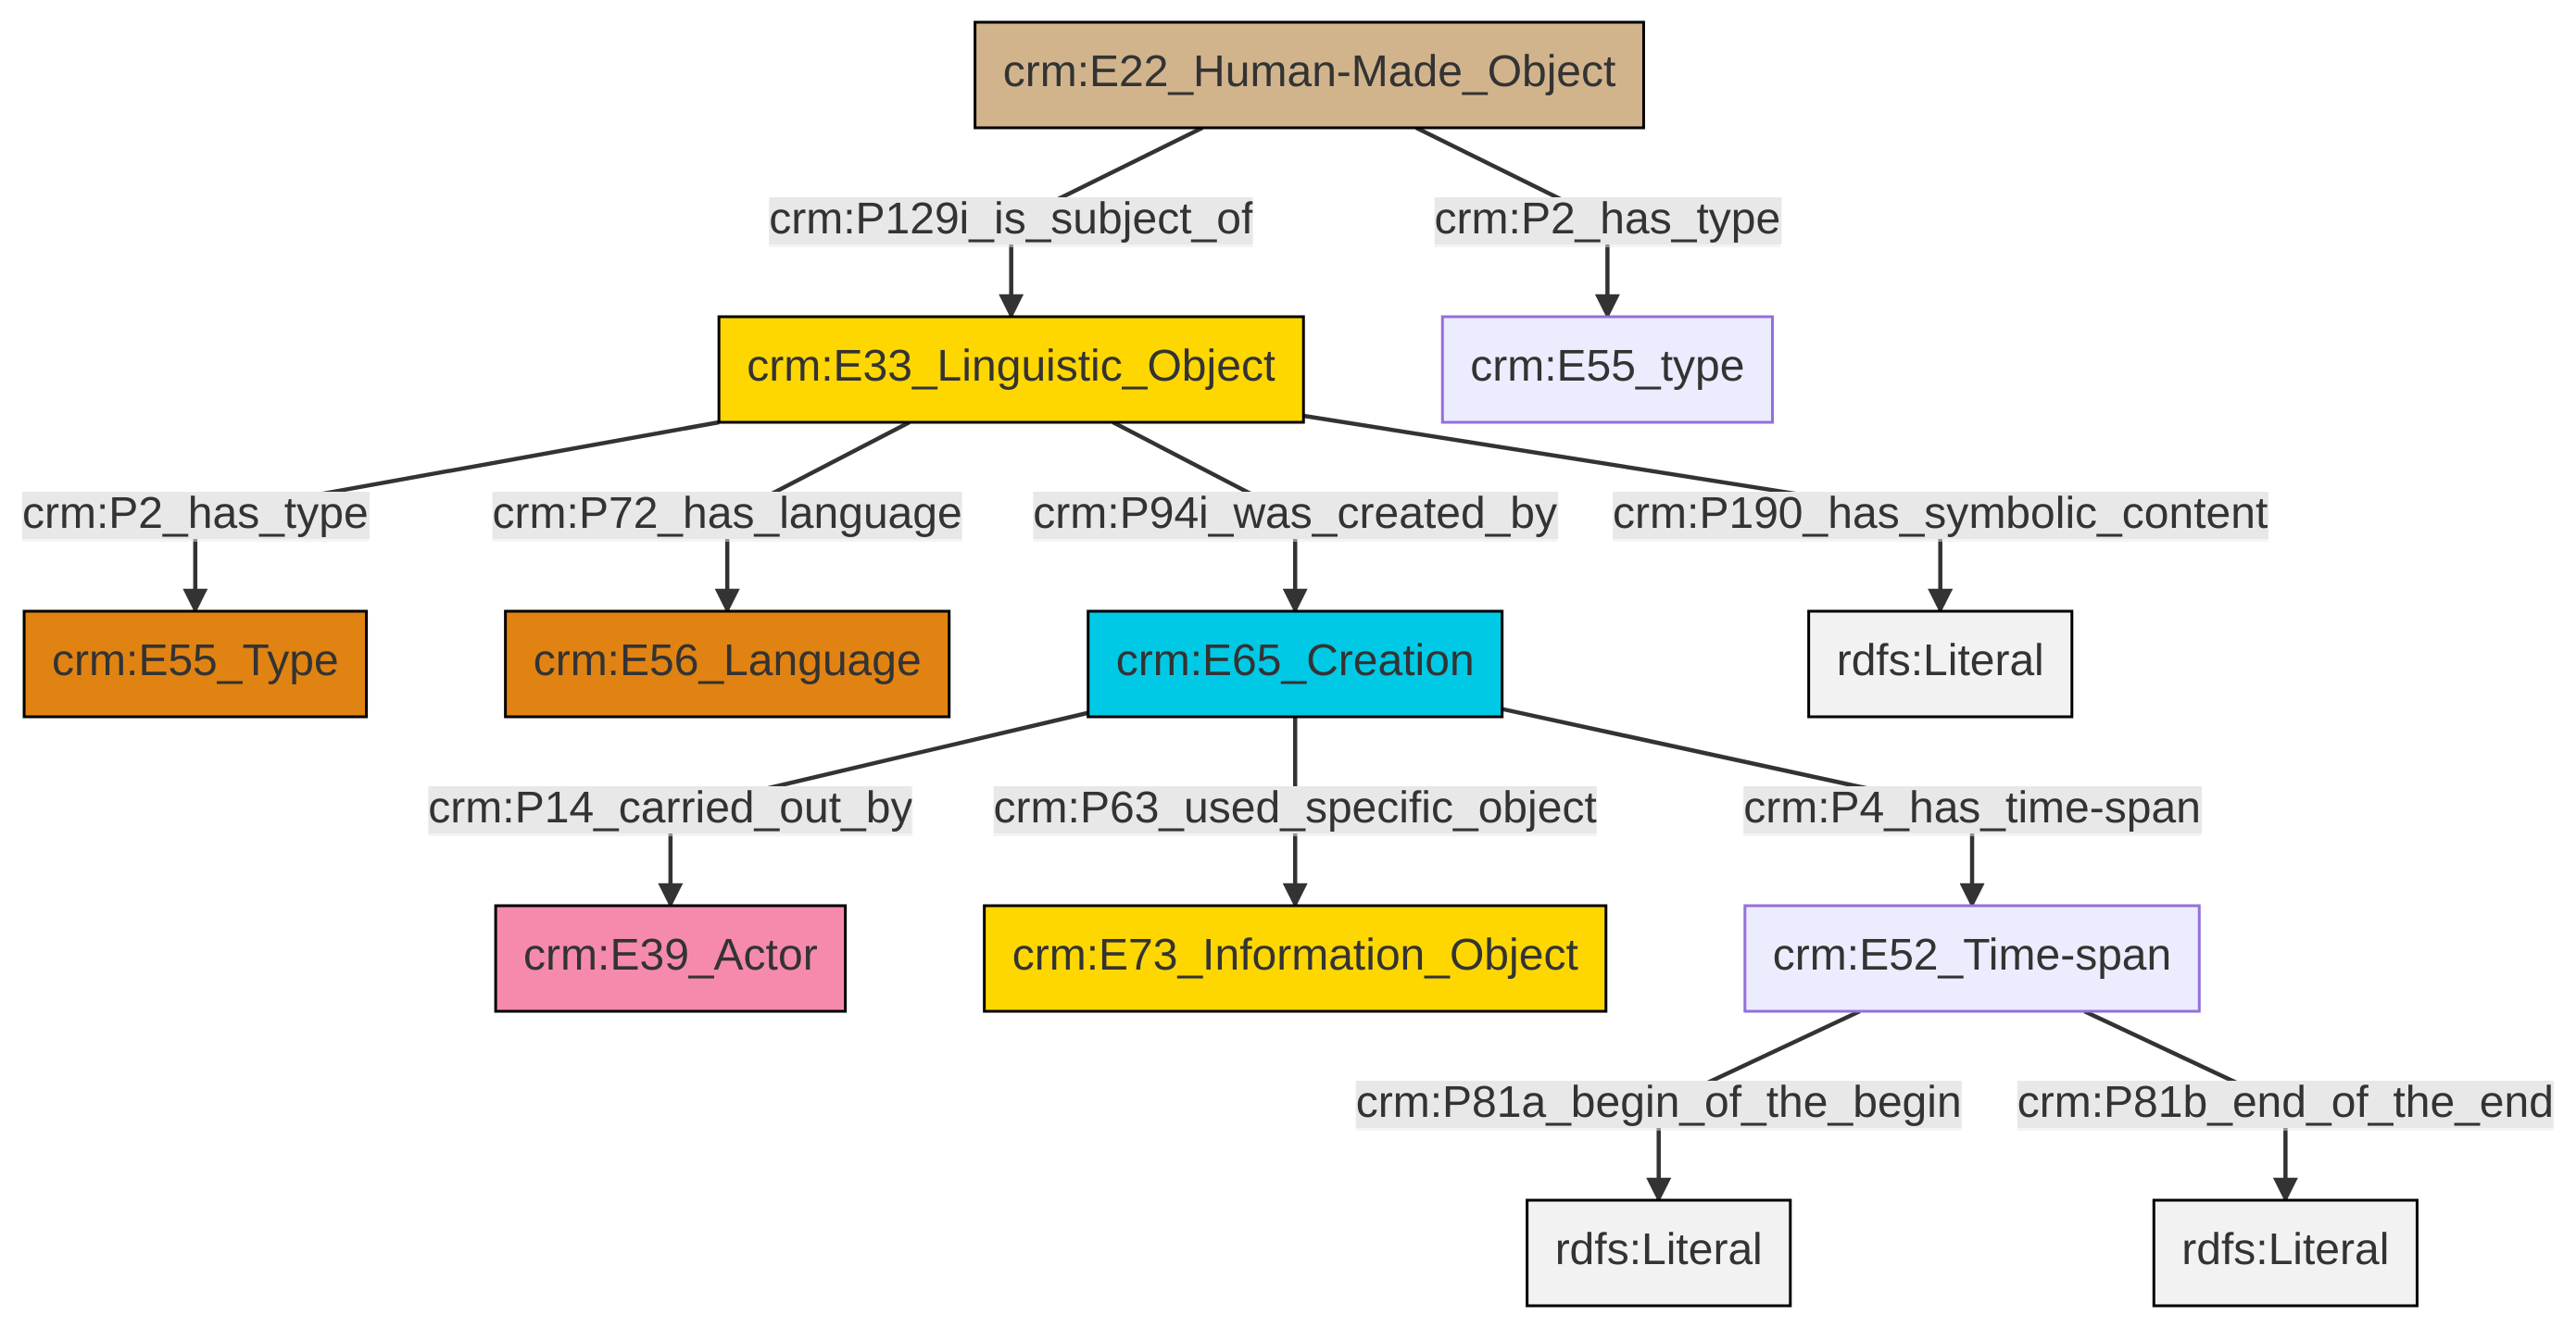 crm:E22_Human-Made_Object
crm:P129i_is_subject_of
crm:P2_has_type
crm:E33_Linguistic_Object
crm:E55_type
crm:P2_has_type
crm:P72_has_language
crm:P94i_was_created_by
crm:P190_has_symbolic_content
crm:E55_Type
crm:E56_Language
crm:E65_Creation
rdfs:Literal
crm:P14_carried_out_by
crm:P63_used_specific_object
crm:P4_has_time-span
crm:E39_Actor
crm:E73_Information_Object
crm:E52_Time-span
crm:P81a_begin_of_the_begin
crm:P81b_end_of_the_end
rdfs:Literal
rdfs:Literal